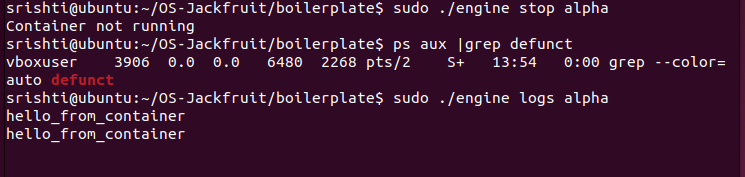 srishti@ubuntu:~/OS-Jackfruit/boilerplate$ sudo ./engine stop alpha
Container not running
srishti@ubuntu:~/OS-Jackfruit/boilerplate$ ps aux |grep defunct
vboxuser    3906  0.0  0.0   6480  2268 pts/2    S+   13:54   0:00 grep --color=
auto defunct
srishti@ubuntu:~/OS-Jackfruit/boilerplate$ sudo ./engine logs alpha
hello_from_container
hello_from_container